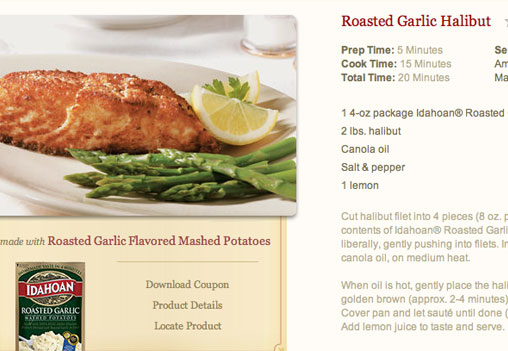 Roasted Garlic Halibut
Prep Time: 5 Minutes
Cook Time: 15 Minutes
Total Time: 20 Minutes
Se
Am
Ma
1 4-oz package Idahoan® Roasted
2 lbs. halibut
Canola oil
Salt & pepper
1 lemon
Cut halibut filet into 4 pieces (8 oz. p
contents of Idahoan® Roasted Garli
liberally, gently pushing into filets. In
canola oil, on medium heat.
When oil is hot, gently place the hali
golden brown (approx. 2-4 minutes)
Cover pan and let sauté until done (
Add lemon juice to taste and serve.
made with Roasted Garlic Flavored Mashed Potatoes
Download Coupon
Product Details
Locate Product
IDAHOAN
ROASTED GARLIC
MASHED POTATOES